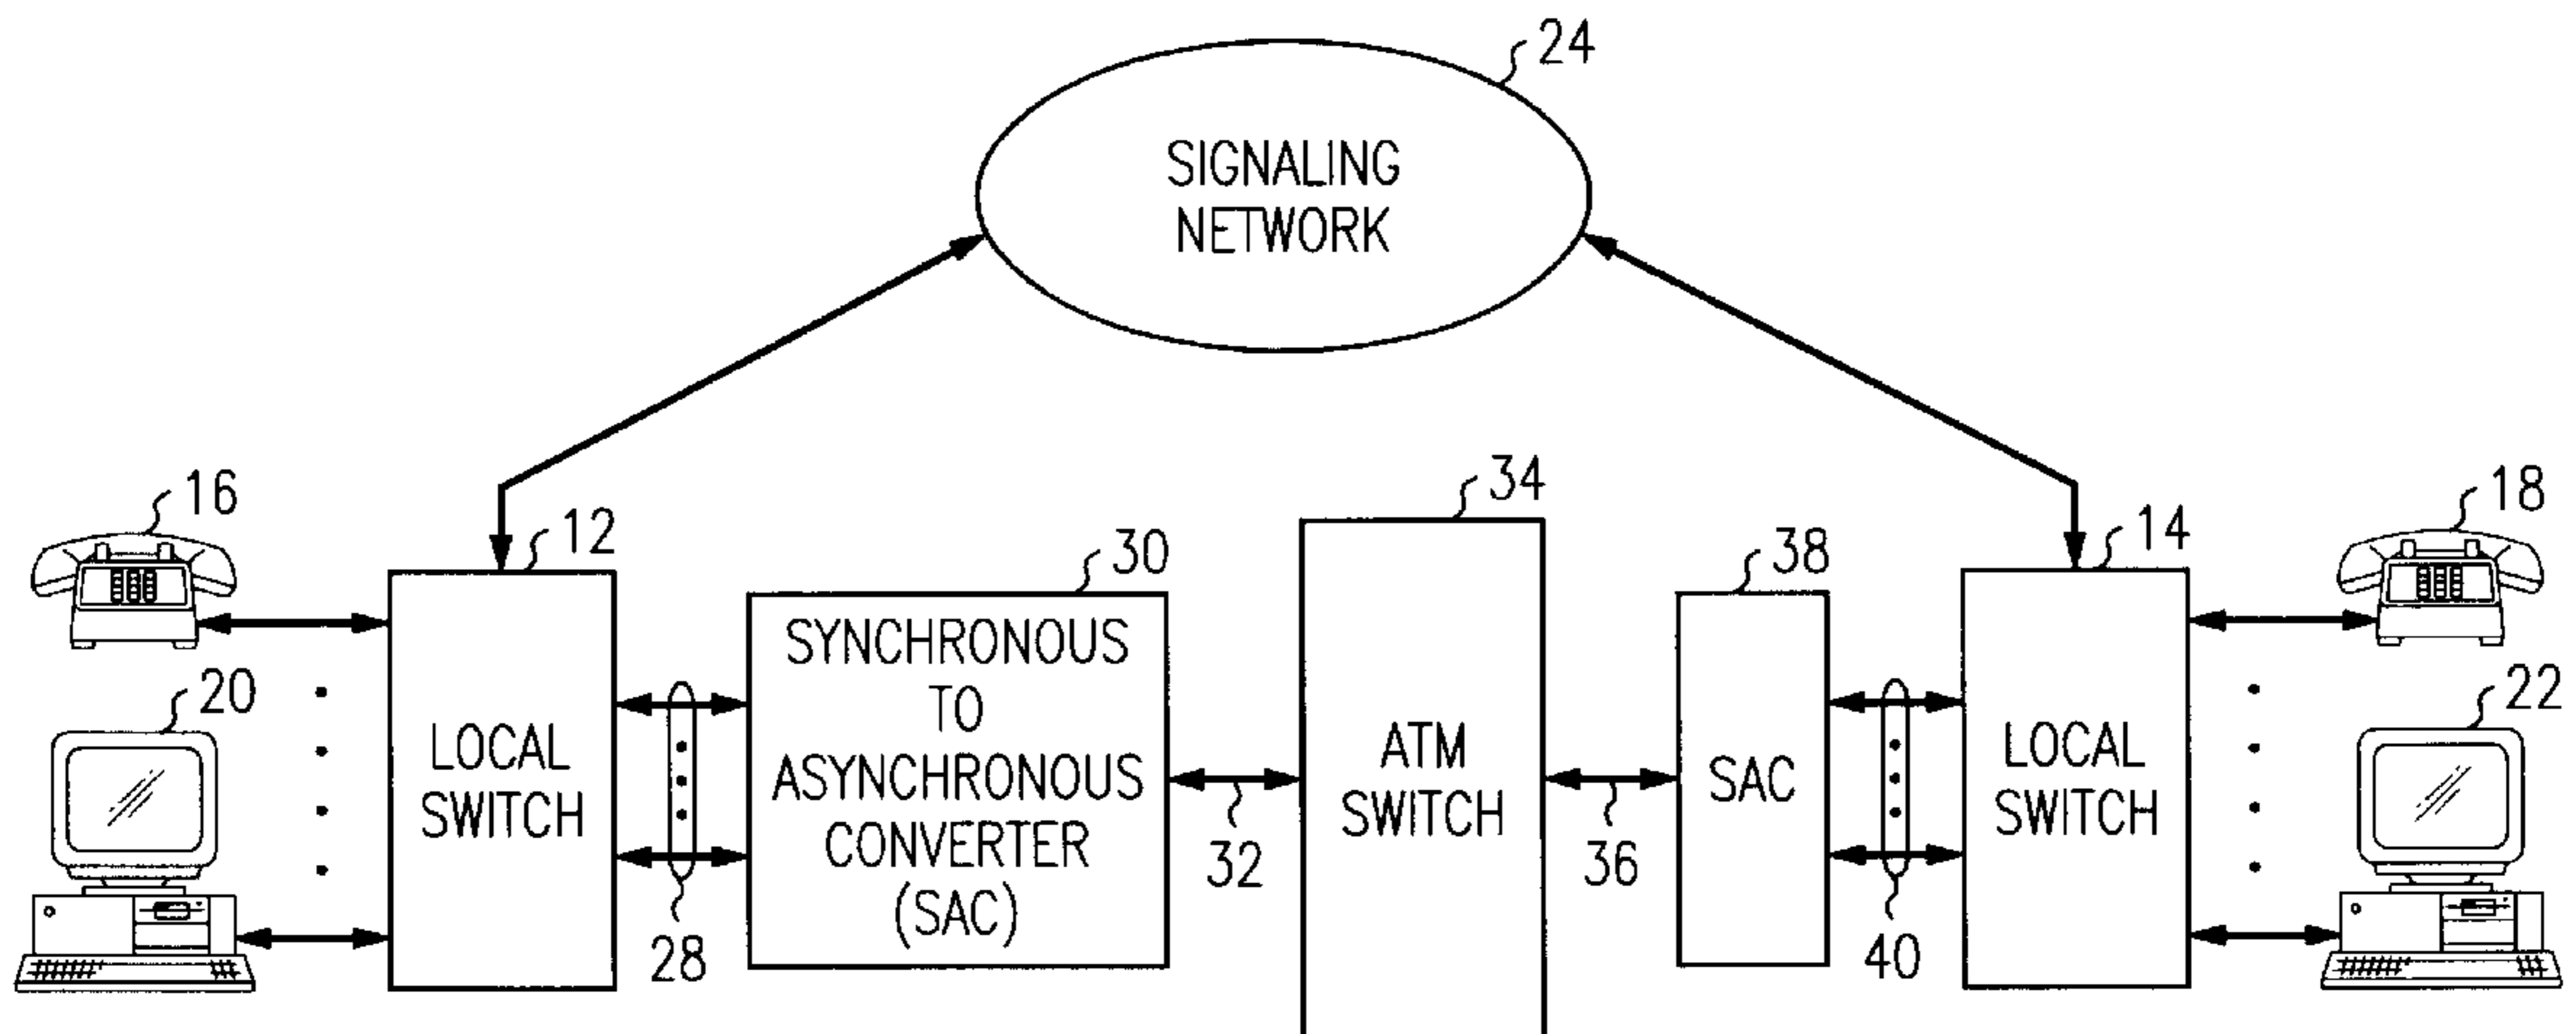 24
SIGNALING
NETWORK
16
12
30
34
38
14
18
20
22
LOCAL
SWITCH
SYNCHRONOUS
TO
ASYNCHRONOUS
CONVERTER
(SAC)
ATM
SWITCH
SAC
LOCAL
SWITCH
28
32
36
40